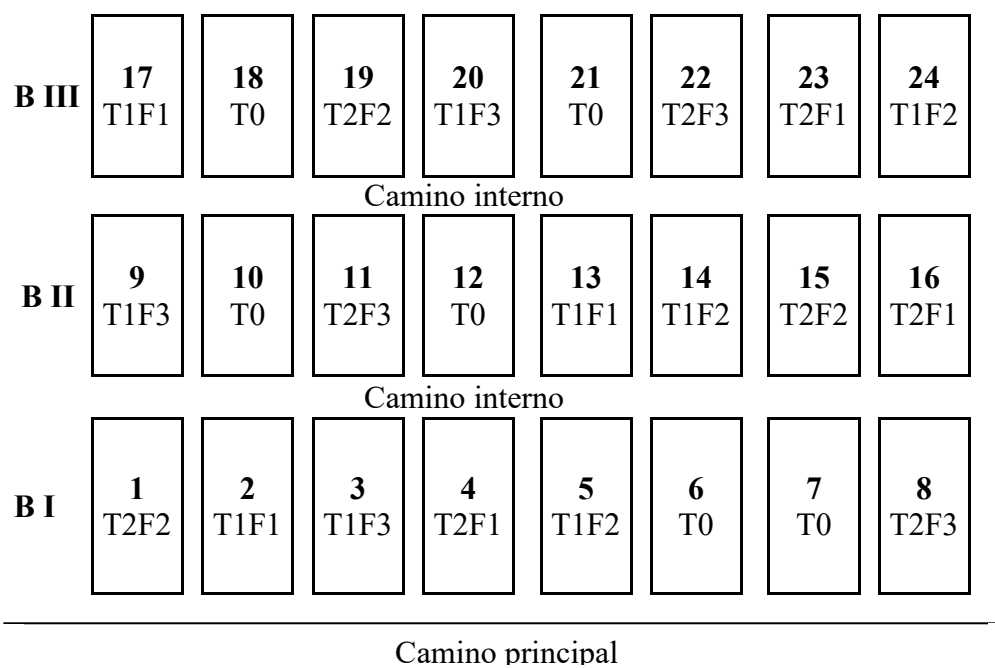 B III
17 18 19 20 21 22 23 24
T1F1 T0 T2F2 T1F3 T0 T2F3 T2F1 T1F2
Camino interno
B II
9 10 11 12 13 14 15 16
T1F3 T0 T2F3 T0 T1F1 T1F2 T2F2 T2F1
Camino interno
B I
1 2 3 4 5 6 7 8
T2F2 T1F1 T1F3 T2F1 T1F2 T0 T0 T2F3
Camino principal